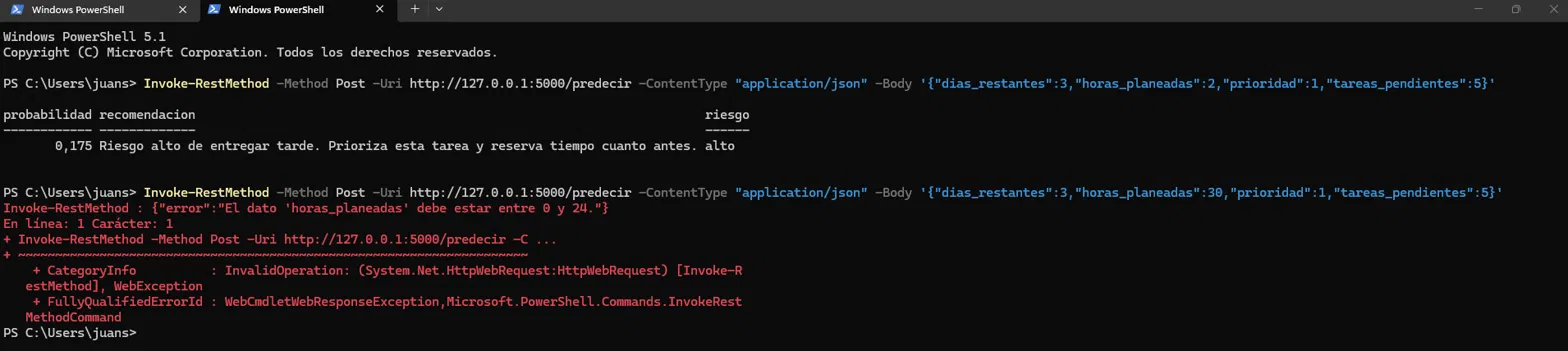 Windows PowerShell
Windows PowerShell
Windows PowerShell 5.1
Copyright (C) Microsoft Corporation. Todos los derechos reservados.
PS C:\Users\juans> Invoke-RestMethod -Method Post -Uri http://127.0.0.1:5000/predecir -ContentType "application/json" -Body '{"dias_restantes":3,"horas_planeadas":2,"prioridad":1,"tareas_pendientes":5}'
probabilidad recomendacion riesgo
------------ ------------- ------
0,175 Riesgo alto de entregar tarde. Prioriza esta tarea y reserva tiempo cuanto antes. alto
PS C:\Users\juans> Invoke-RestMethod -Method Post -Uri http://127.0.0.1:5000/predecir -ContentType "application/json" -Body '{"dias_restantes":3,"horas_planeadas":30,"prioridad":1,"tareas_pendientes":5}'
Invoke-RestMethod : {"error":"El dato 'horas_planeadas' debe estar entre 0 y 24."}
En línea: 1 Carácter: 1
+ Invoke-RestMethod -Method Post -Uri http://127.0.0.1:5000/predecir -C ...
+ ~~~~~~~~~~~~~~~~~~~~~~~~~~~~~~~~~~~~~~~~~~~~~~~~~~~~~~~~~~~~~~~~~~~~~
+ CategoryInfo : InvalidOperation: (System.Net.HttpWebRequest:HttpWebRequest) [Invoke-R
estMethod], WebException
+ FullyQualifiedErrorId : WebCmdletWebResponseException,Microsoft.PowerShell.Commands.InvokeRest
MethodCommand
PS C:\Users\juans>